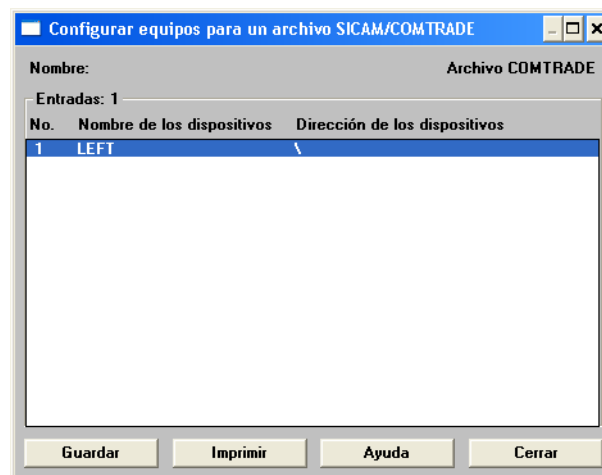 Configurar equipos para un archivo SICAM/COMTRADE
Nombre: Archivo COMTRADE
Entradas: 1
No. Nombre de los dispositivos Dirección de los dispositivos
1 LEFT \
Guardar Imprimir Ayuda Cerrar